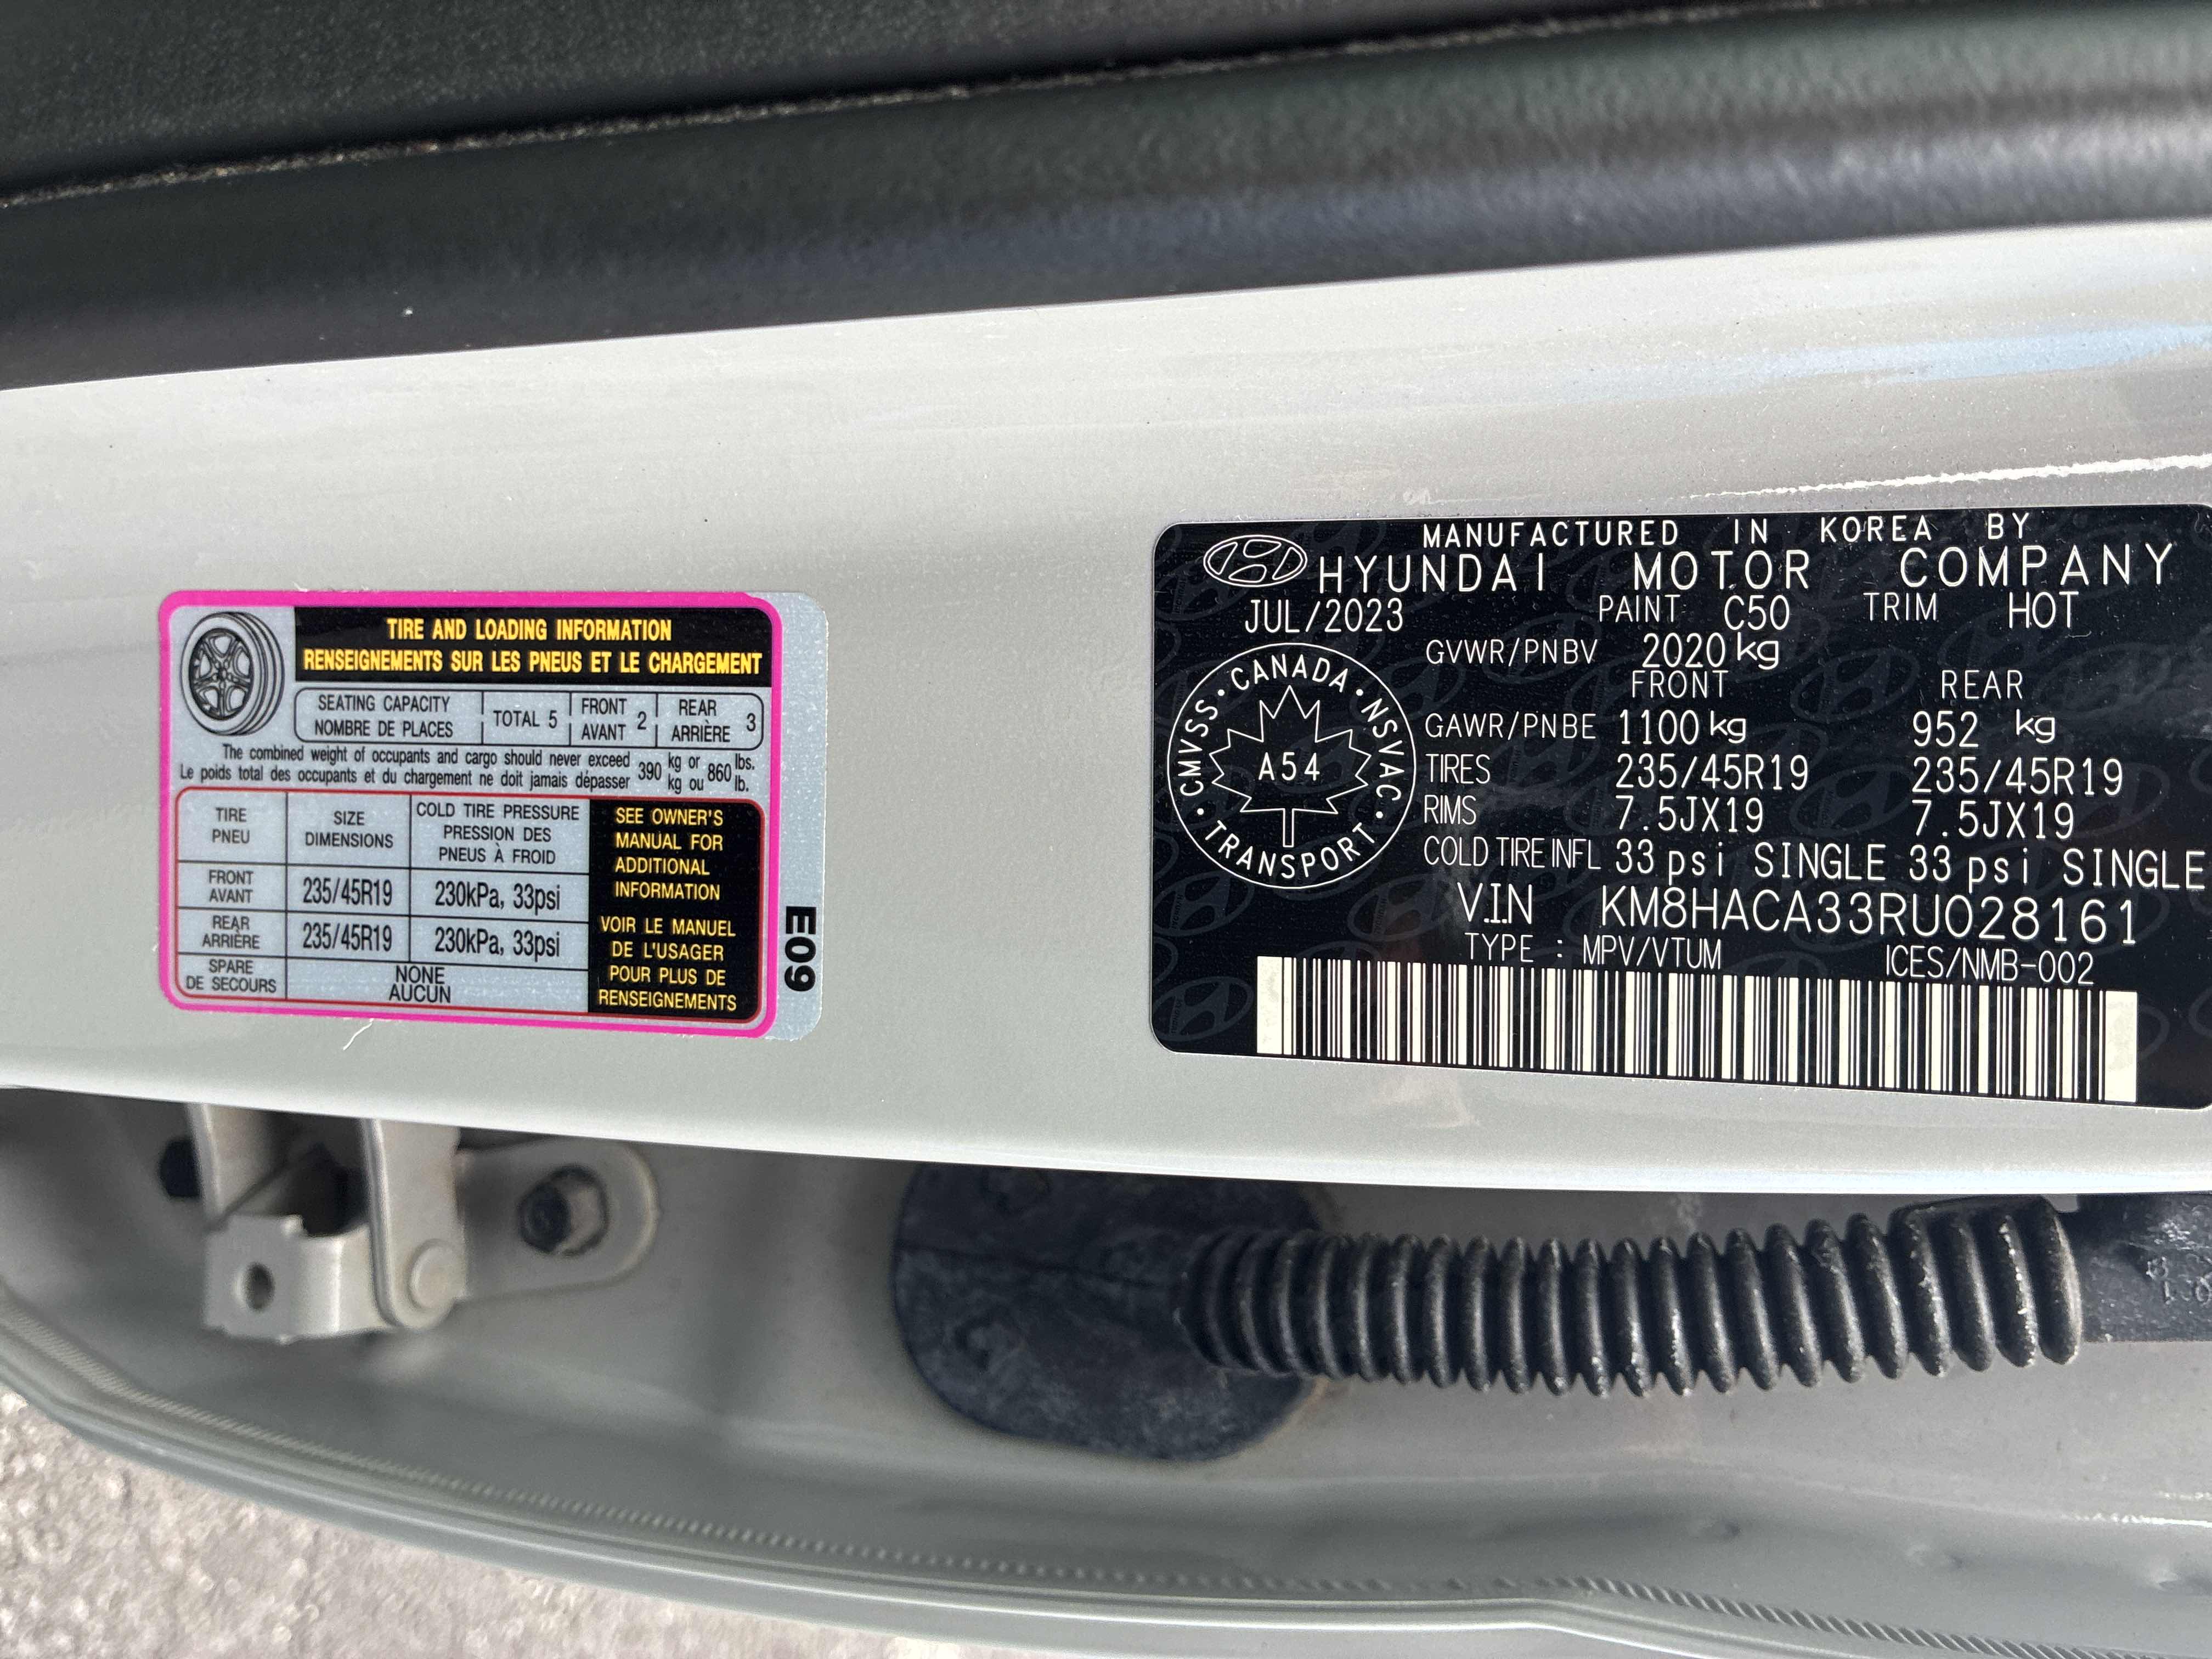 TIRE AND LOADING INFORMATION
RENSEIGNEMENTS SUR LES PNEUS ET LE CHARGEMENT
SEATING CAPACITY
NOMBRE DE PLACES
TOTAL 5
FRONT
AVANT
2
REAR
ARRIÈRE
3
The combined weight of occupants and cargo should never exceed 390 kg or 860 lbs.
Le poids total des occupants et du chargement ne doit jamais dépasser kg ou lb.
TIRE
PNEU
SIZE
DIMENSIONS
COLD TIRE PRESSURE
PRESSION DES
PNEUS À FROID
FRONT
AVANT
235/45R19
230kPa, 33psi
REAR
ARRIÈRE
235/45R19
230kPa, 33psi
SPARE
DE SECOURS
NONE
AUCUN
SEE OWNER'S
MANUAL FOR
ADDITIONAL
INFORMATION
VOIR LE MANUEL
DE L'USAGER
POUR PLUS DE
RENSEIGNEMENTS
E09
MANUFACTURED IN KOREA BY
HYUNDAI MOTOR COMPANY
JUL/2023 PAINT C50 TRIM HOT
GVWR/PNBV 2020kg
FRONT REAR
GAWR/PNBE 1100kg 952 kg
TIRES 235/45R19 235/45R19
RIMS 7.5JX19 7.5JX19
COLD TIRE INFL 33 psi SINGLE 33 psi SINGLE
V.I.N KM8HACA33RU028161
TYPE : MPV/VTUM ICES/NMB-002
CANADA
CMVSS · NSVAC
A54
TRANSPORT